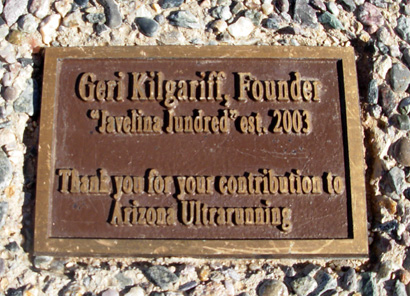 Geri Kilgariff, Founder
"Javelina Jundred" est. 2003
Thank you for your contribution to
Arizona Ultrarunning